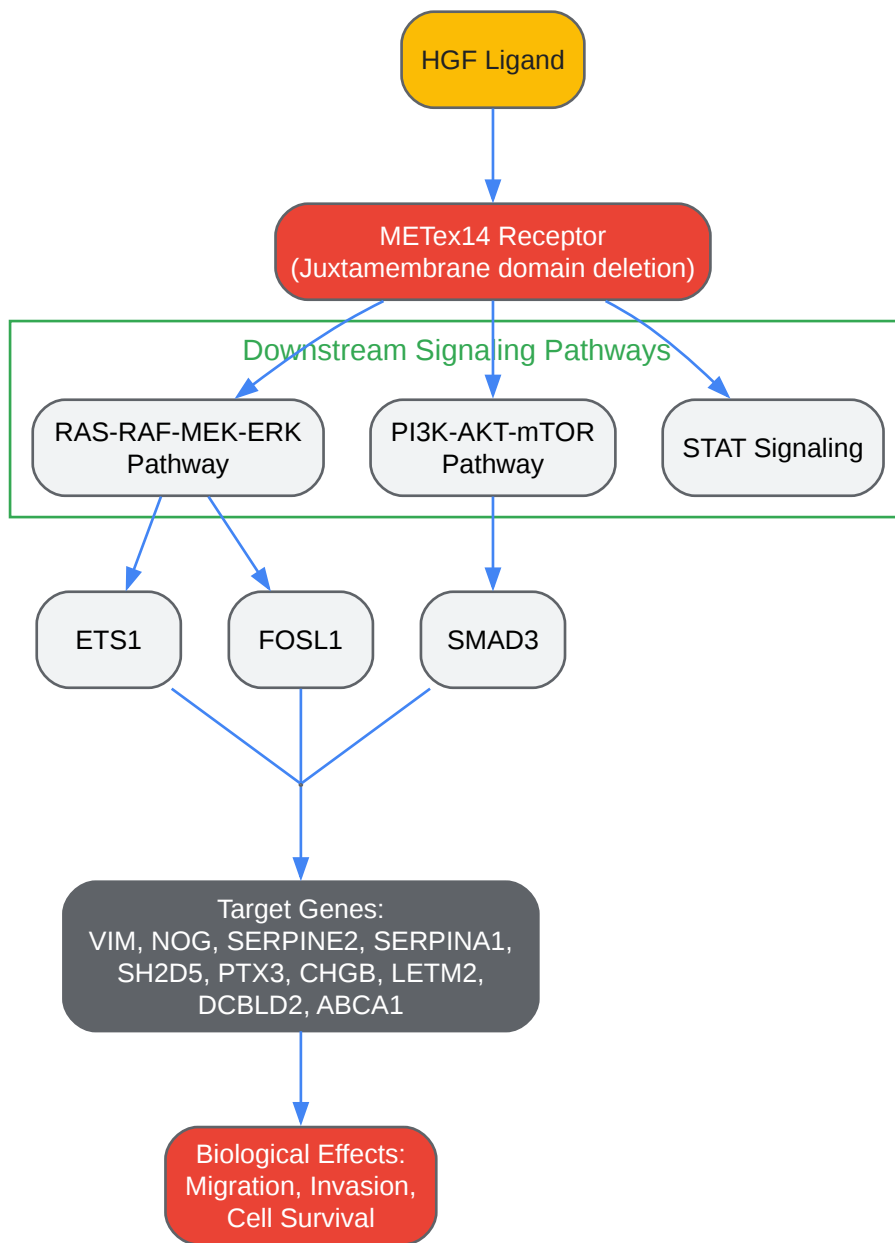 HGF Ligand
METex14 Receptor
(Juxtamembrane domain deletion)
Downstream Signaling Pathways
RAS-RAF-MEK-ERK
Pathway
PI3K-AKT-mTOR
Pathway
STAT Signaling
ETS1
FOSL1
SMAD3
Target Genes:
VIM, NOG, SERPINE2, SERPINA1,
SH2D5, PTX3, CHGB, LETM2,
DCBLD2, ABCA1
Biological Effects:
Migration, Invasion,
Cell Survival